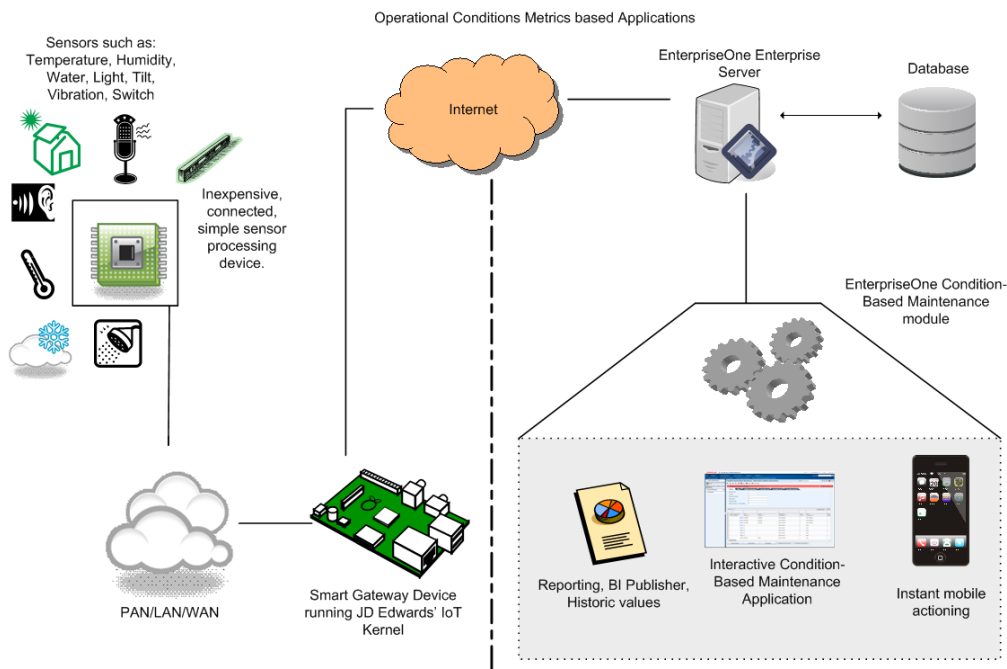 Operational Conditions Metrics based Applications
Sensors such as:
Temperature, Humidity,
Water, Light, Tilt,
Vibration, Switch
Inexpensive,
connected,
simple sensor
processing
device.
Internet
EnterpriseOne Enterprise
Server
Database
EnterpriseOne Condition-
Based Maintenance
module
PAN/LAN/WAN
Smart Gateway Device
running JD Edwards' IoT
Kernel
Reporting, BI Publisher,
Historic values
Interactive Condition-
Based Maintenance
Application
Instant mobile
actioning